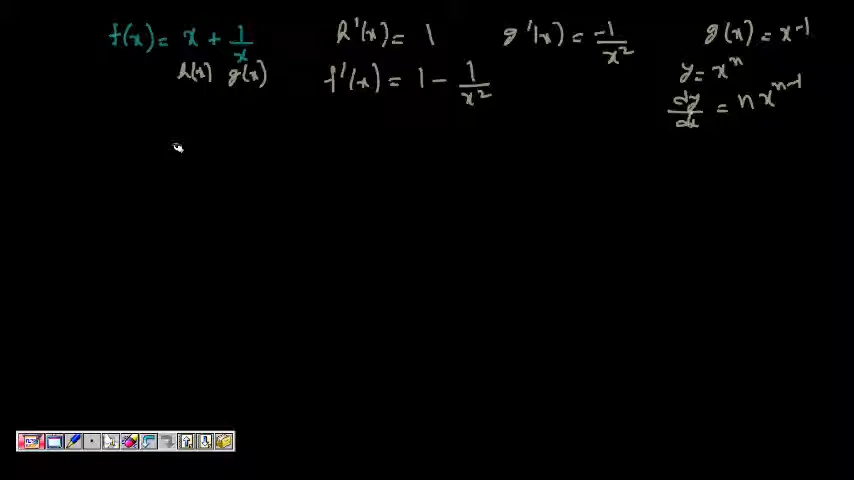 f(x) = x + 1/x   h'(x) = 1   g'(x) = -1/x²   g(x) = x-1
h(x) g(x)   f'(x) = 1 - 1/x²   y = xⁿ
dy/dx = n xⁿ⁻¹